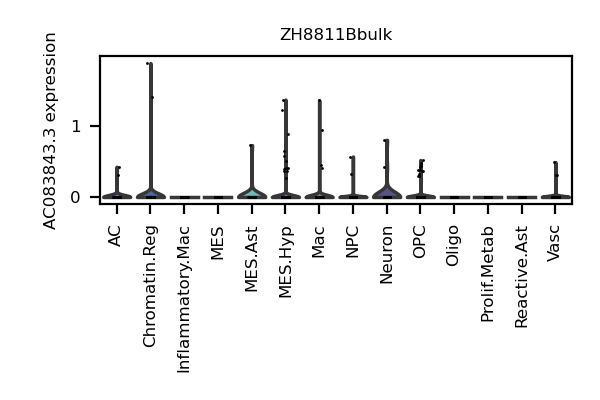 ZH8811Bbulk
AC083843.3 expression
1
0
AC
Chromatin.Reg
Inflammatory.Mac
MES
MES.Ast
MES.Hyp
Mac
NPC
Neuron
OPC
Oligo
Prolif.Metab
Reactive.Ast
Vasc